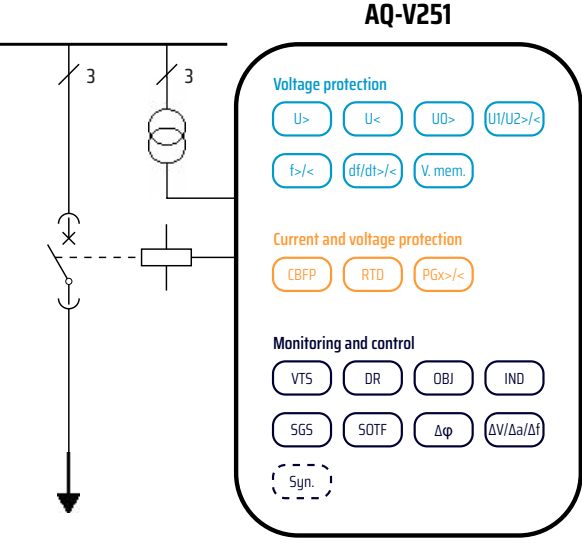 AQ-V251
3
3
Voltage protection
U> U< U0> U1/U2>/<
f>/< df/dt>/< V. mem.
Current and voltage protection
CBFP RTD PGx>/<
Monitoring and control
VTS DR OBJ IND
SGS SOTF Δφ ΔV/Δa/Δf
Syn.